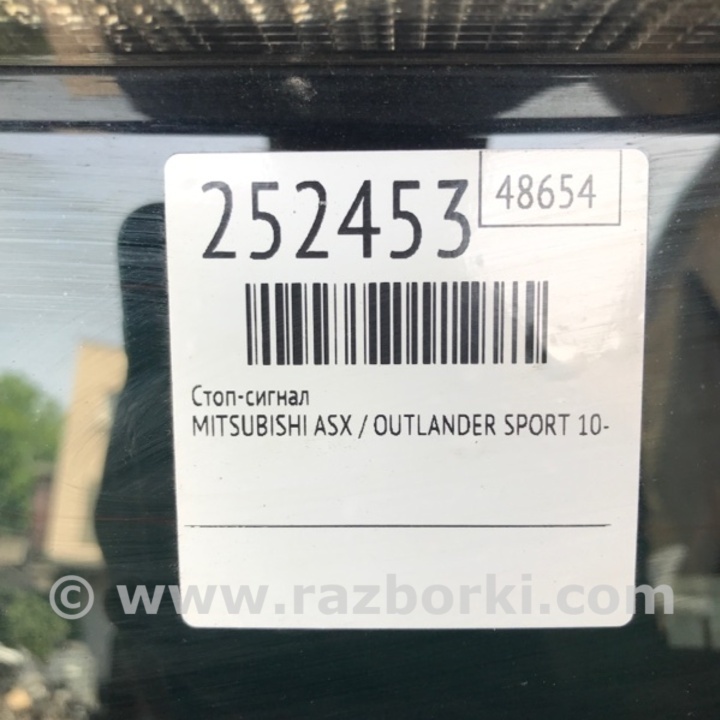 252453
48654
Стоп-сигнал
MITSUBISHI ASX / OUTLANDER SPORT 10-
© www.razborki.com